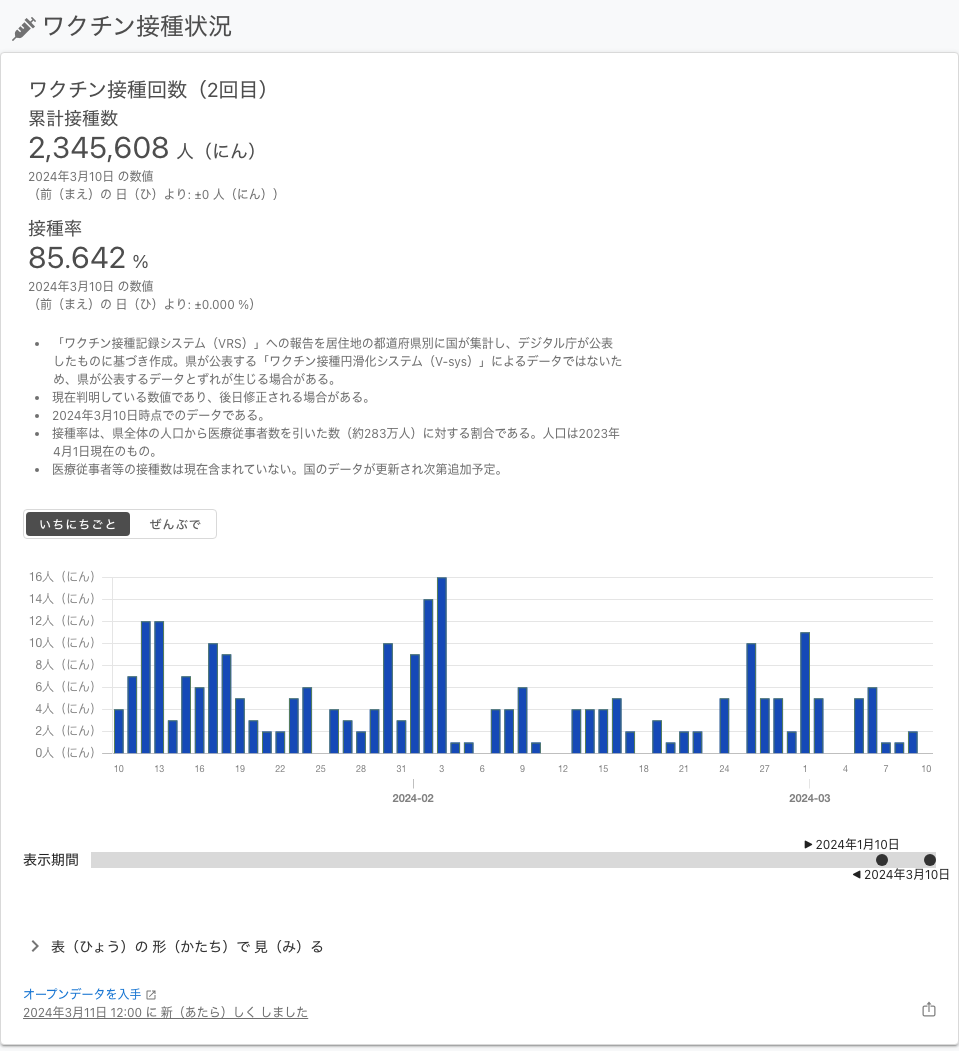 ワクチン接種状況
ワクチン接種回数（2回目）
累計接種数
2,345,608 人（にん）
2024年3月10日 の数値
（前（まえ）の 日（ひ）より: ±0 人（にん））
接種率
85.642 %
2024年3月10日 の数値
（前（まえ）の 日（ひ）より: ±0.000 %）
• 「ワクチン接種記録システム（VRS）」への報告を居住地の都道府県別に国が集計し、デジタル庁が公表
したものに基づき作成。県が公表する「ワクチン接種円滑化システム（V-sys）」によるデータではないた
め、県が公表するデータとずれが生じる場合がある。
• 現在判明している数値であり、後日修正される場合がある。
• 2024年3月10日時点でのデータである。
• 接種率は、県全体の人口から医療従事者数を引いた数（約283万人）に対する割合である。人口は2023年
4月1日現在のもの。
• 医療従事者等の接種数は現在含まれていない。国のデータが更新され次第追加予定。
いちにちごと ぜんぶで
16人（にん）
14人（にん）
12人（にん）
10人（にん）
8人（にん）
6人（にん）
4人（にん）
2人（にん）
0人（にん）
10 13 16 19 22 25 28 31 3 6 9 12 15 18 21 24 27 1 4 7 10
2024-02 2024-03
2024年1月10日
表示期間
2024年3月10日
表（ひょう）の 形（かたち）で 見（み）る
オープンデータを入手
2024年3月11日 12:00 に 新（あたら）しく しました